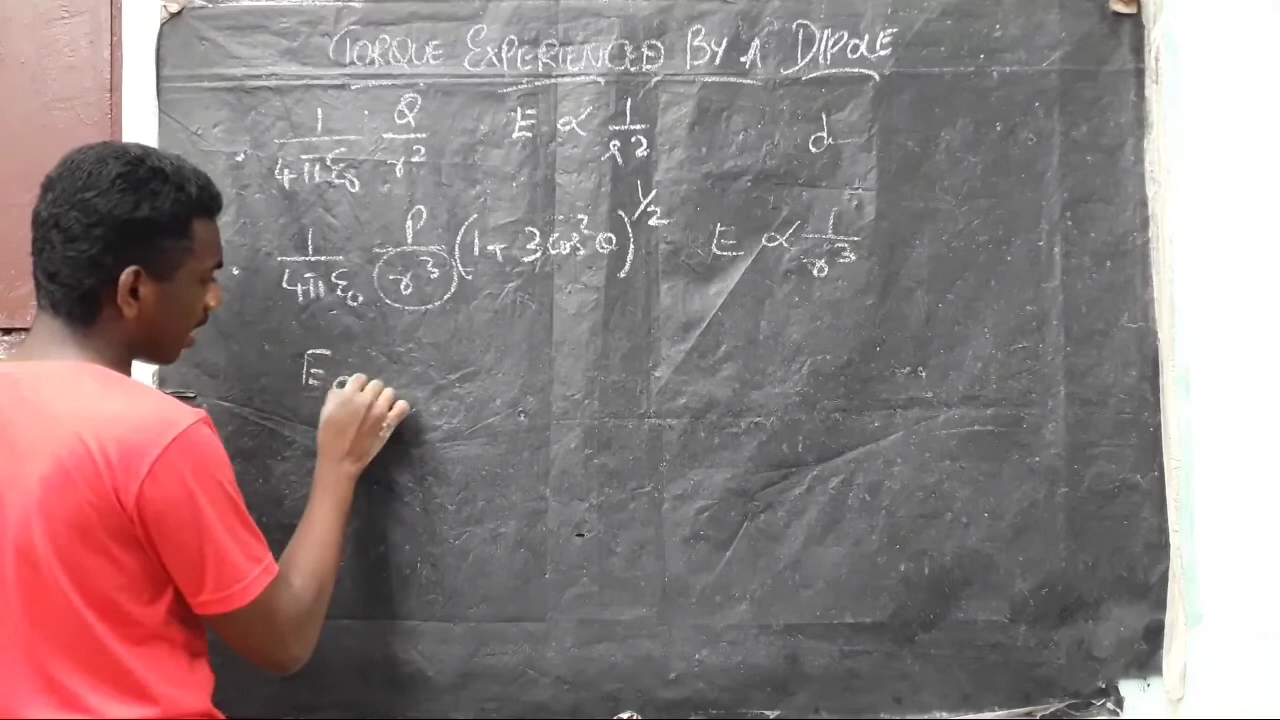 TORQUE EXPERIENCED BY A DIPOLE
· 1/4πε₀ · Q/r² E ∝ 1/r² d
· 1/4πε₀ P/r³ (1 + 3cos²θ)^1/2 E ∝ 1/r³
E